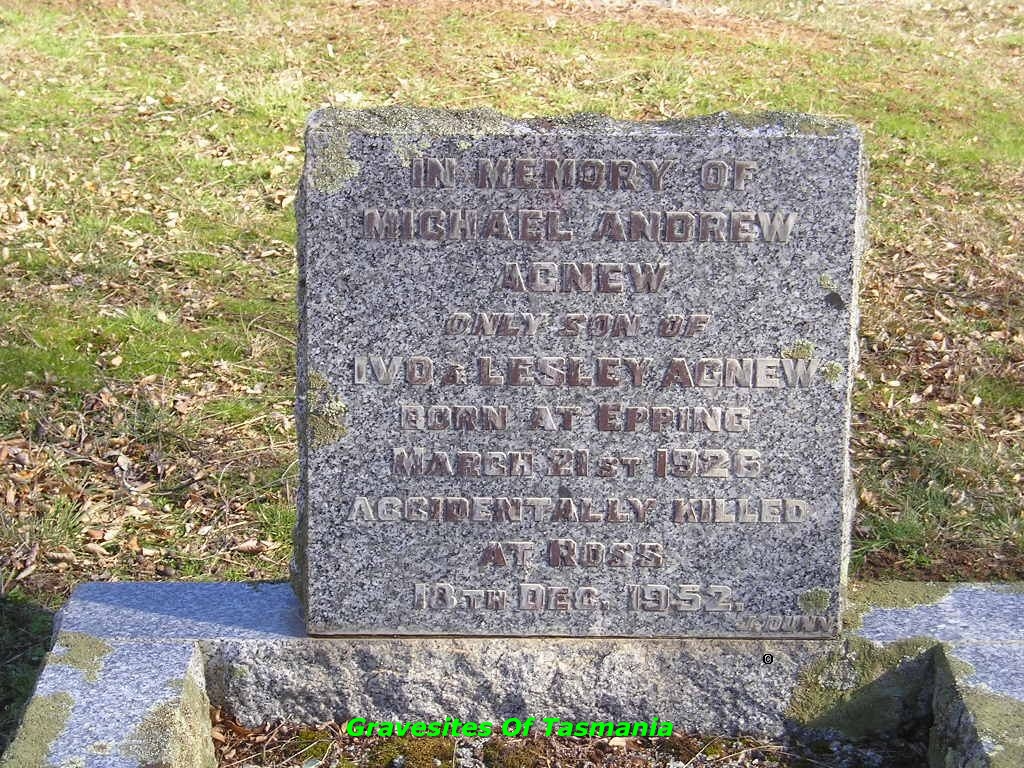 IN MEMORY OF
MICHAEL ANDREW
AGNEW
ONLY SON OF
IVO & LESLEY AGNEW
BORN AT EPPING
MARCH 21ST 1926
ACCIDENTALLY KILLED
AT ROSS
18TH DEC. 1952.
J. DUNN
©
Gravesites Of Tasmania